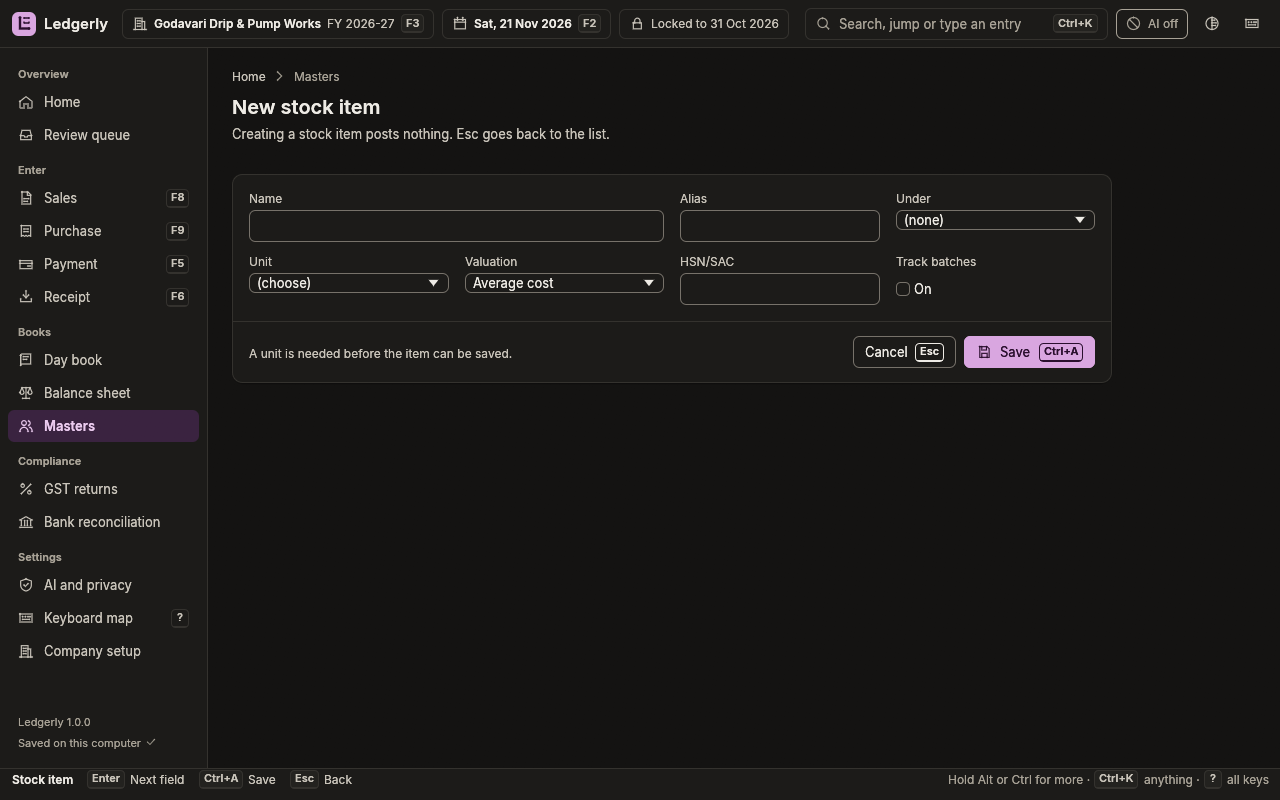 Ledgerly
Godavari Drip & Pump Works FY 2026-27 F3
Sat, 21 Nov 2026 F2
Locked to 31 Oct 2026
Search, jump or type an entry Ctrl+K
AI off
Overview
Home
Review queue
Enter
Sales F8
Purchase F9
Payment F5
Receipt F6
Books
Day book
Balance sheet
Masters
Compliance
GST returns
Bank reconciliation
Settings
AI and privacy
Keyboard map ?
Company setup
Ledgerly 1.0.0
Saved on this computer
Home Masters
New stock item
Creating a stock item posts nothing. Esc goes back to the list.
Name Alias Under
(none)
Unit Valuation HSN/SAC Track batches
(choose) Average cost On
A unit is needed before the item can be saved.
Cancel Esc Save Ctrl+A
Stock item Enter Next field Ctrl+A Save Esc Back
Hold Alt or Ctrl for more · Ctrl+K anything · ? all keys